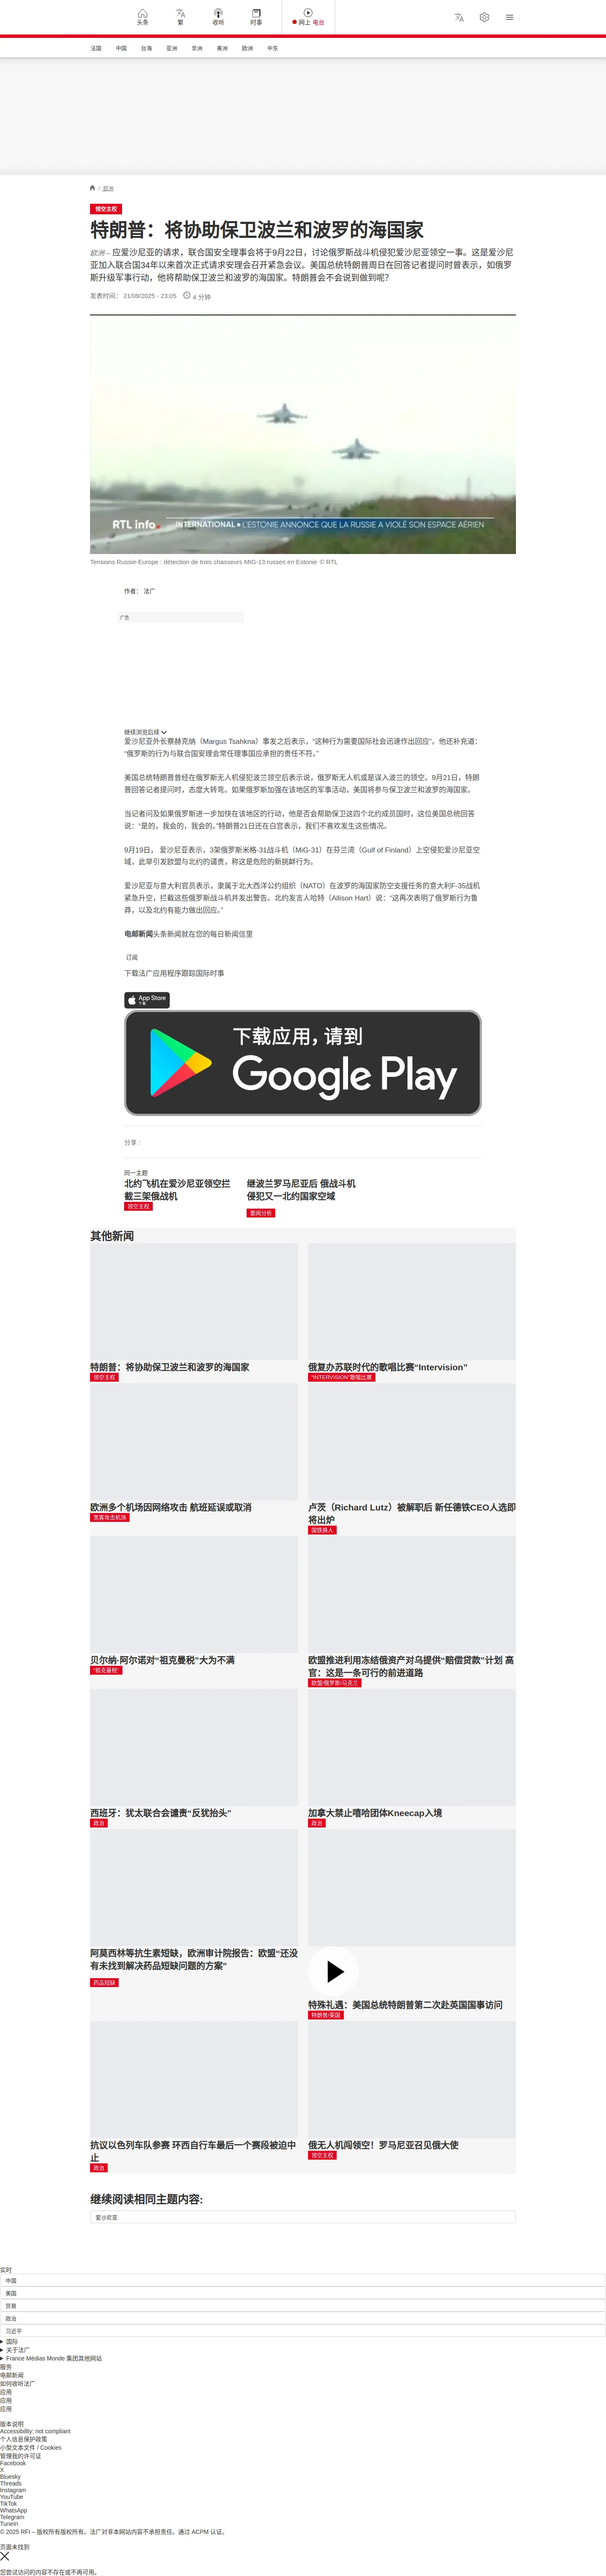 头条
繁
收听
时事
网上 电台
法国
中国
台海
亚洲
非洲
美洲
欧洲
中东
/ 欧洲
领空主权
特朗普：将协助保卫波兰和波罗的海国家
欧洲 – 应爱沙尼亚的请求，联合国安全理事会将于9月22日，讨论俄罗斯战斗机侵犯爱沙尼亚领空一事。这是爱沙尼
亚加入联合国34年以来首次正式请求安理会召开紧急会议。美国总统特朗普周日在回答记者提问时曾表示，如俄罗
斯升级军事行动，他将帮助保卫波兰和波罗的海国家。特朗普会不会说到做到呢？
发表时间： 21/09/2025 - 23:05 4 分钟
RTL info INTERNATIONAL • L'ESTONIE ANNONCE QUE LA RUSSIE A VIOLÉ SON ESPACE AÉRIEN
Tensions Russie-Europe : détection de trois chasseurs MIG-13 russes en Estonie © RTL
作者： 法广
广告
继续浏览后续
爱沙尼亚外长察赫克纳（Margus Tsahkna）事发之后表示，“这种行为需要国际社会迅速作出回应”。他还补充道：
“俄罗斯的行为与联合国安理会常任理事国应承担的责任不符。”
美国总统特朗普曾经在俄罗斯无人机侵犯波兰领空后表示说，俄罗斯无人机或是误入波兰的领空。9月21日，特朗
普回答记者提问时，态度大转弯。如果俄罗斯加强在该地区的军事活动，美国将参与保卫波兰和波罗的海国家。
当记者问及如果俄罗斯进一步加快在该地区的行动，他是否会帮助保卫这四个北约成员国时，这位美国总统回答
说：“是的，我会的，我会的。”特朗普21日还在白宫表示，我们不喜欢发生这些情况。
9月19日， 爱沙尼亚表示，3架俄罗斯米格-31战斗机（MiG-31）在芬兰湾（Gulf of Finland）上空侵犯爱沙尼亚空
域，此举引发欧盟与北约的谴责，称这是危险的新挑衅行为。
爱沙尼亚与意大利官员表示，隶属于北大西洋公约组织（NATO）在波罗的海国家防空支援任务的意大利F-35战机
紧急升空，拦截这些俄罗斯战斗机并发出警告。北约发言人哈特（Allison Hart）说：“这再次表明了俄罗斯行为鲁
莽，以及北约有能力做出回应。”
电邮新闻头条新闻就在您的每日新闻信里
订阅
下载法广应用程序跟踪国际时事
App Store
下载
下载应用，请到
Google Play
分享 :
同一主题
北约飞机在爱沙尼亚领空拦
截三架俄战机
领空主权
继波兰罗马尼亚后 俄战斗机
侵犯又一北约国家空域
要闻分析
其他新闻
特朗普：将协助保卫波兰和波罗的海国家
领空主权
俄复办苏联时代的歌唱比赛“Intervision”
“INTERVISION”歌唱比赛
欧洲多个机场因网络攻击 航班延误或取消
黑客攻击机场
卢茨（Richard Lutz）被解职后 新任德铁CEO人选即
将出炉
国铁换人
贝尔纳·阿尔诺对“祖克曼税”大为不满
“祖克曼税”
欧盟推进利用冻结俄资产对乌提供“赔偿贷款”计划 高
官：这是一条可行的前进道路
欧盟/俄罗斯/乌克兰
西班牙：犹太联合会谴责“反犹抬头”
政治
加拿大禁止嘻哈团体Kneecap入境
政治
阿莫西林等抗生素短缺，欧洲审计院报告：欧盟“还没
有未找到解决药品短缺问题的方案”
药品短缺
特殊礼遇：美国总统特朗普第二次赴英国国事访问
特朗普/英国
抗议以色列车队参赛 环西自行车最后一个赛段被迫中
止
政治
俄无人机闯领空！罗马尼亚召见俄大使
领空主权
继续阅读相同主题内容:
爱沙尼亚
实时
中国
美国
贸易
政治
习近平
国际
关于法广
France Médias Monde 集团其他网站
服务
电邮新闻
如何收听法广
应用
应用
应用
版本说明
Accessibility: not compliant
个人信息保护政策
小型文本文件 / Cookies
管理我的许可证
Facebook
X
Bluesky
Threads
Instagram
YouTube
TikTok
WhatsApp
Telegram
TuneIn
© 2025 RFI – 版权所有版权所有。法广对非本网站内容不承担责任。通过 ACPM 认证。
页面未找到
您尝试访问的内容不存在或不再可用。